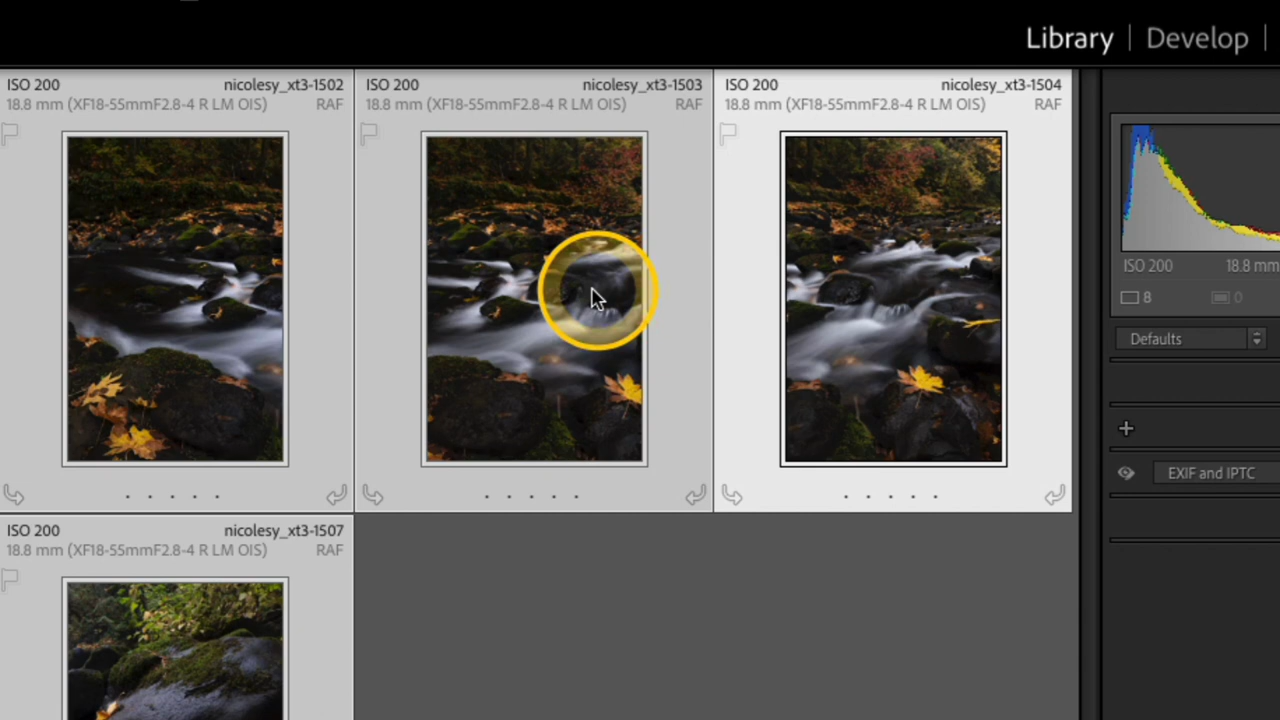 Library | Develop |
ISO 200 nicolesy_xt3-1502
18.8 mm (XF18-55mmF2.8-4 R LM OIS) RAF
ISO 200 nicolesy_xt3-1503
18.8 mm (XF18-55mmF2.8-4 R LM OIS) RAF
ISO 200 nicolesy_xt3-1504
18.8 mm (XF18-55mmF2.8-4 R LM OIS) RAF
ISO 200 18.8 mm
8 0
Defaults
EXIF and IPTC
ISO 200 nicolesy_xt3-1507
18.8 mm (XF18-55mmF2.8-4 R LM OIS) RAF